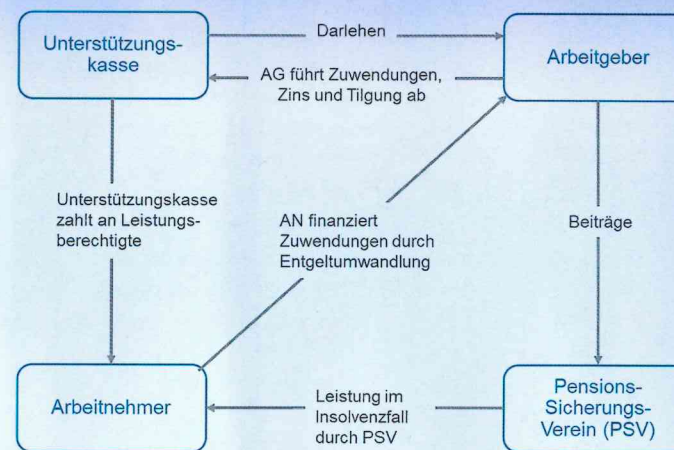 Unterstützungs-
kasse
Darlehen
Arbeitgeber
AG führt Zuwendungen,
Zins und Tilgung ab
Unterstützungskasse
zahlt an Leistungs-
berechtigte
AN finanziert
Zuwendungen durch
Entgeltumwandlung
Beiträge
Arbeitnehmer
Leistung im
Insolvenzfall
durch PSV
Pensions-
Sicherungs-
Verein (PSV)